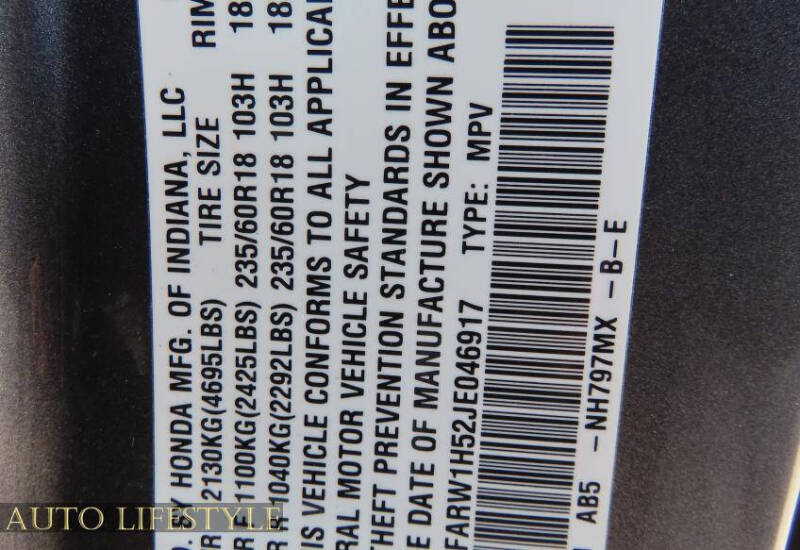 D. BY HONDA MFG. OF INDIANA, LLC
R 2130KG(4695LBS) TIRE SIZE RIM
R F 1100KG(2425LBS) 235/60R18 103H 18
R R 1040KG(2292LBS) 235/60R18 103H 18
IS VEHICLE CONFORMS TO ALL APPLICA
RAL MOTOR VEHICLE SAFETY
THEFT PREVENTION STANDARDS IN EFFE
E DATE OF MANUFACTURE SHOWN ABO
FARW1H52JE046917 TYPE: MPV
AB5 -NH797MX -B-E
AUTO LIFESTYLE